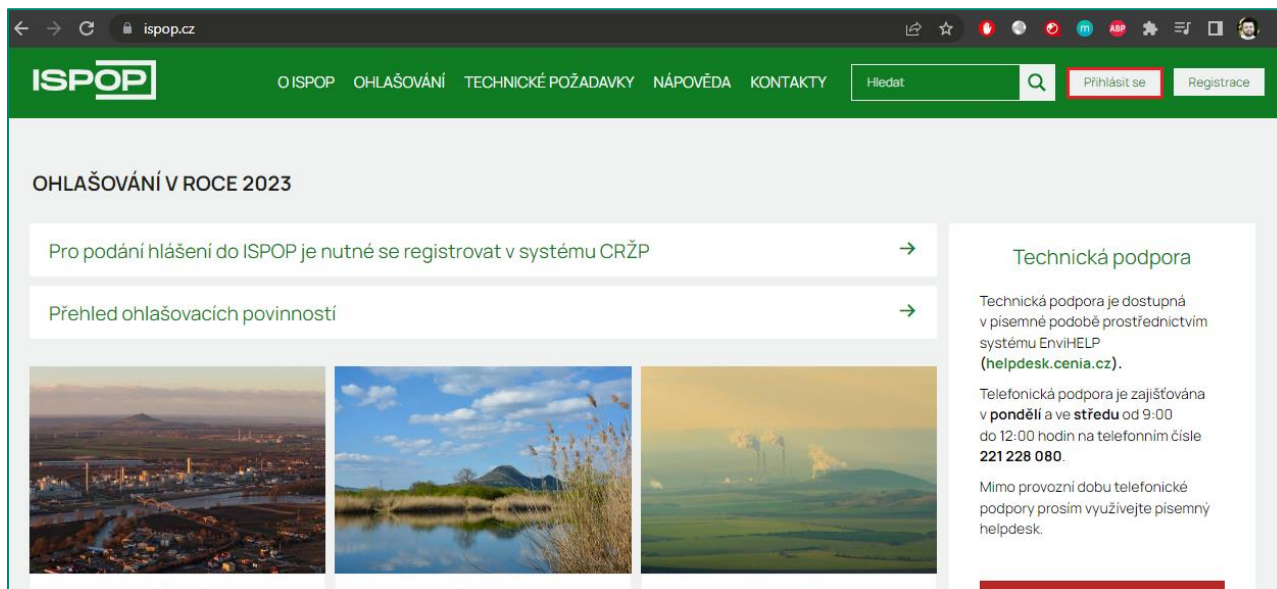 ispop.cz
ISPOP
O ISPOP OHLAŠOVÁNÍ TECHNICKÉ POŽADAVKY NÁPOVĚDA KONTAKTY Hledat Přihlásit se Registrace
OHLAŠOVÁNÍ V ROCE 2023
Pro podání hlášení do ISPOP je nutné se registrovat v systému CRŽP
Přehled ohlašovacích povinností
Technická podpora
Technická podpora je dostupná
v písemné podobě prostřednictvím
systému EnviHELP
(helpdesk.cenia.cz).
Telefonická podpora je zajišťována
v pondělí a ve středu od 9:00
do 12:00 hodin na telefonním čísle
221 228 080.
Mimo provozní dobu telefonické
podpory prosím využívejte písemný
helpdesk.